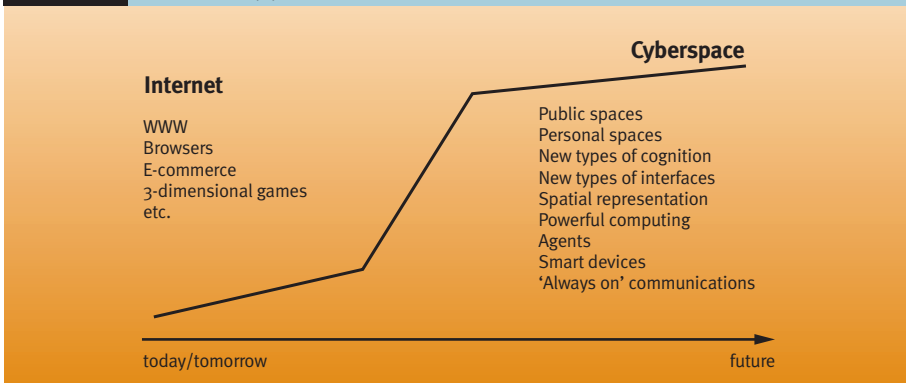 Cyberspace
Internet
WWW
Browsers
E-commerce
3-dimensional games
etc.
Public spaces
Personal spaces
New types of cognition
New types of interfaces
Spatial representation
Powerful computing
Agents
Smart devices
‘Always on’ communications
today/tomorrow
future